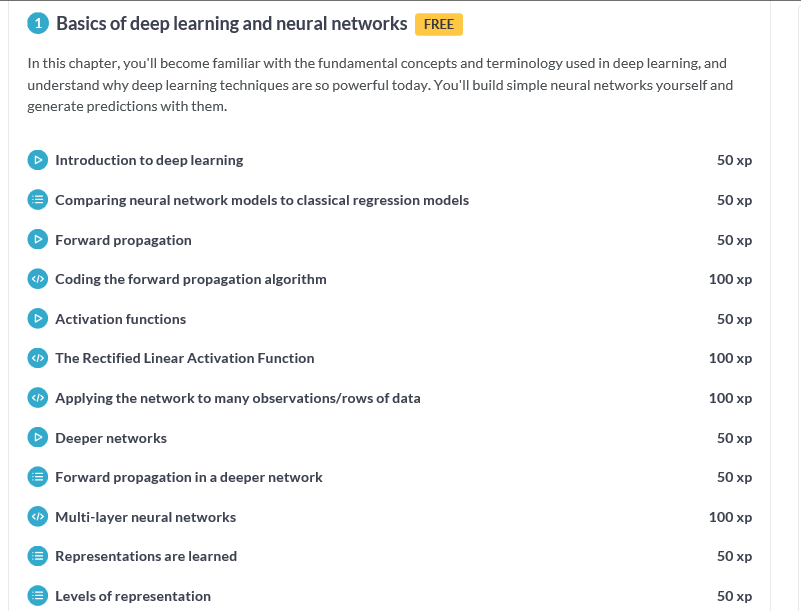 1 Basics of deep learning and neural networks FREE
In this chapter, you'll become familiar with the fundamental concepts and terminology used in deep learning, and
understand why deep learning techniques are so powerful today. You'll build simple neural networks yourself and
generate predictions with them.
Introduction to deep learning 50 xp
Comparing neural network models to classical regression models 50 xp
Forward propagation 50 xp
Coding the forward propagation algorithm 100 xp
Activation functions 50 xp
The Rectified Linear Activation Function 100 xp
Applying the network to many observations/rows of data 100 xp
Deeper networks 50 xp
Forward propagation in a deeper network 50 xp
Multi-layer neural networks 100 xp
Representations are learned 50 xp
Levels of representation 50 xp